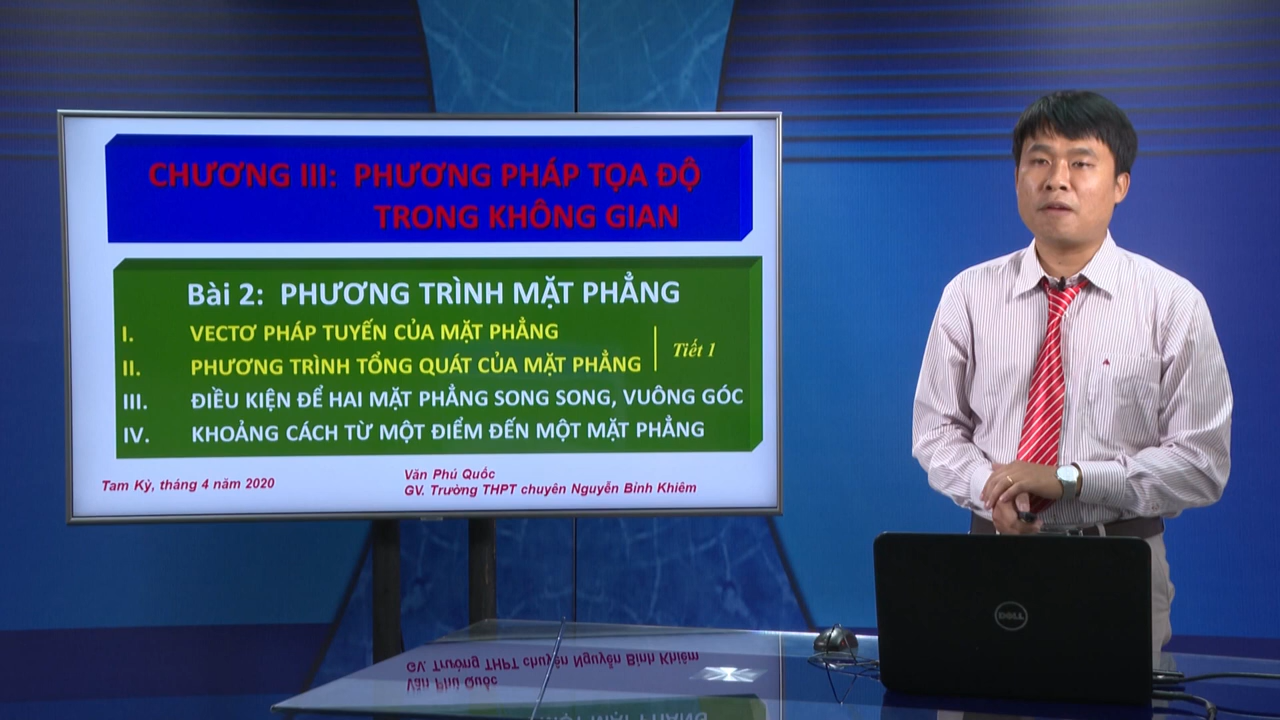 CHƯƠNG III: PHƯƠNG PHÁP TỌA ĐỘ
TRONG KHÔNG GIAN
Bài 2: PHƯƠNG TRÌNH MẶT PHẲNG
I. VECTƠ PHÁP TUYẾN CỦA MẶT PHẲNG
II. PHƯƠNG TRÌNH TỔNG QUÁT CỦA MẶT PHẲNG
Tiết 1
III. ĐIỀU KIỆN ĐỂ HAI MẶT PHẲNG SONG SONG, VUÔNG GÓC
IV. KHOẢNG CÁCH TỪ MỘT ĐIỂM ĐẾN MỘT MẶT PHẲNG
Tam Kỳ, tháng 4 năm 2020
Văn Phú Quốc
GV. Trường THPT chuyên Nguyễn Bỉnh Khiêm
DELL